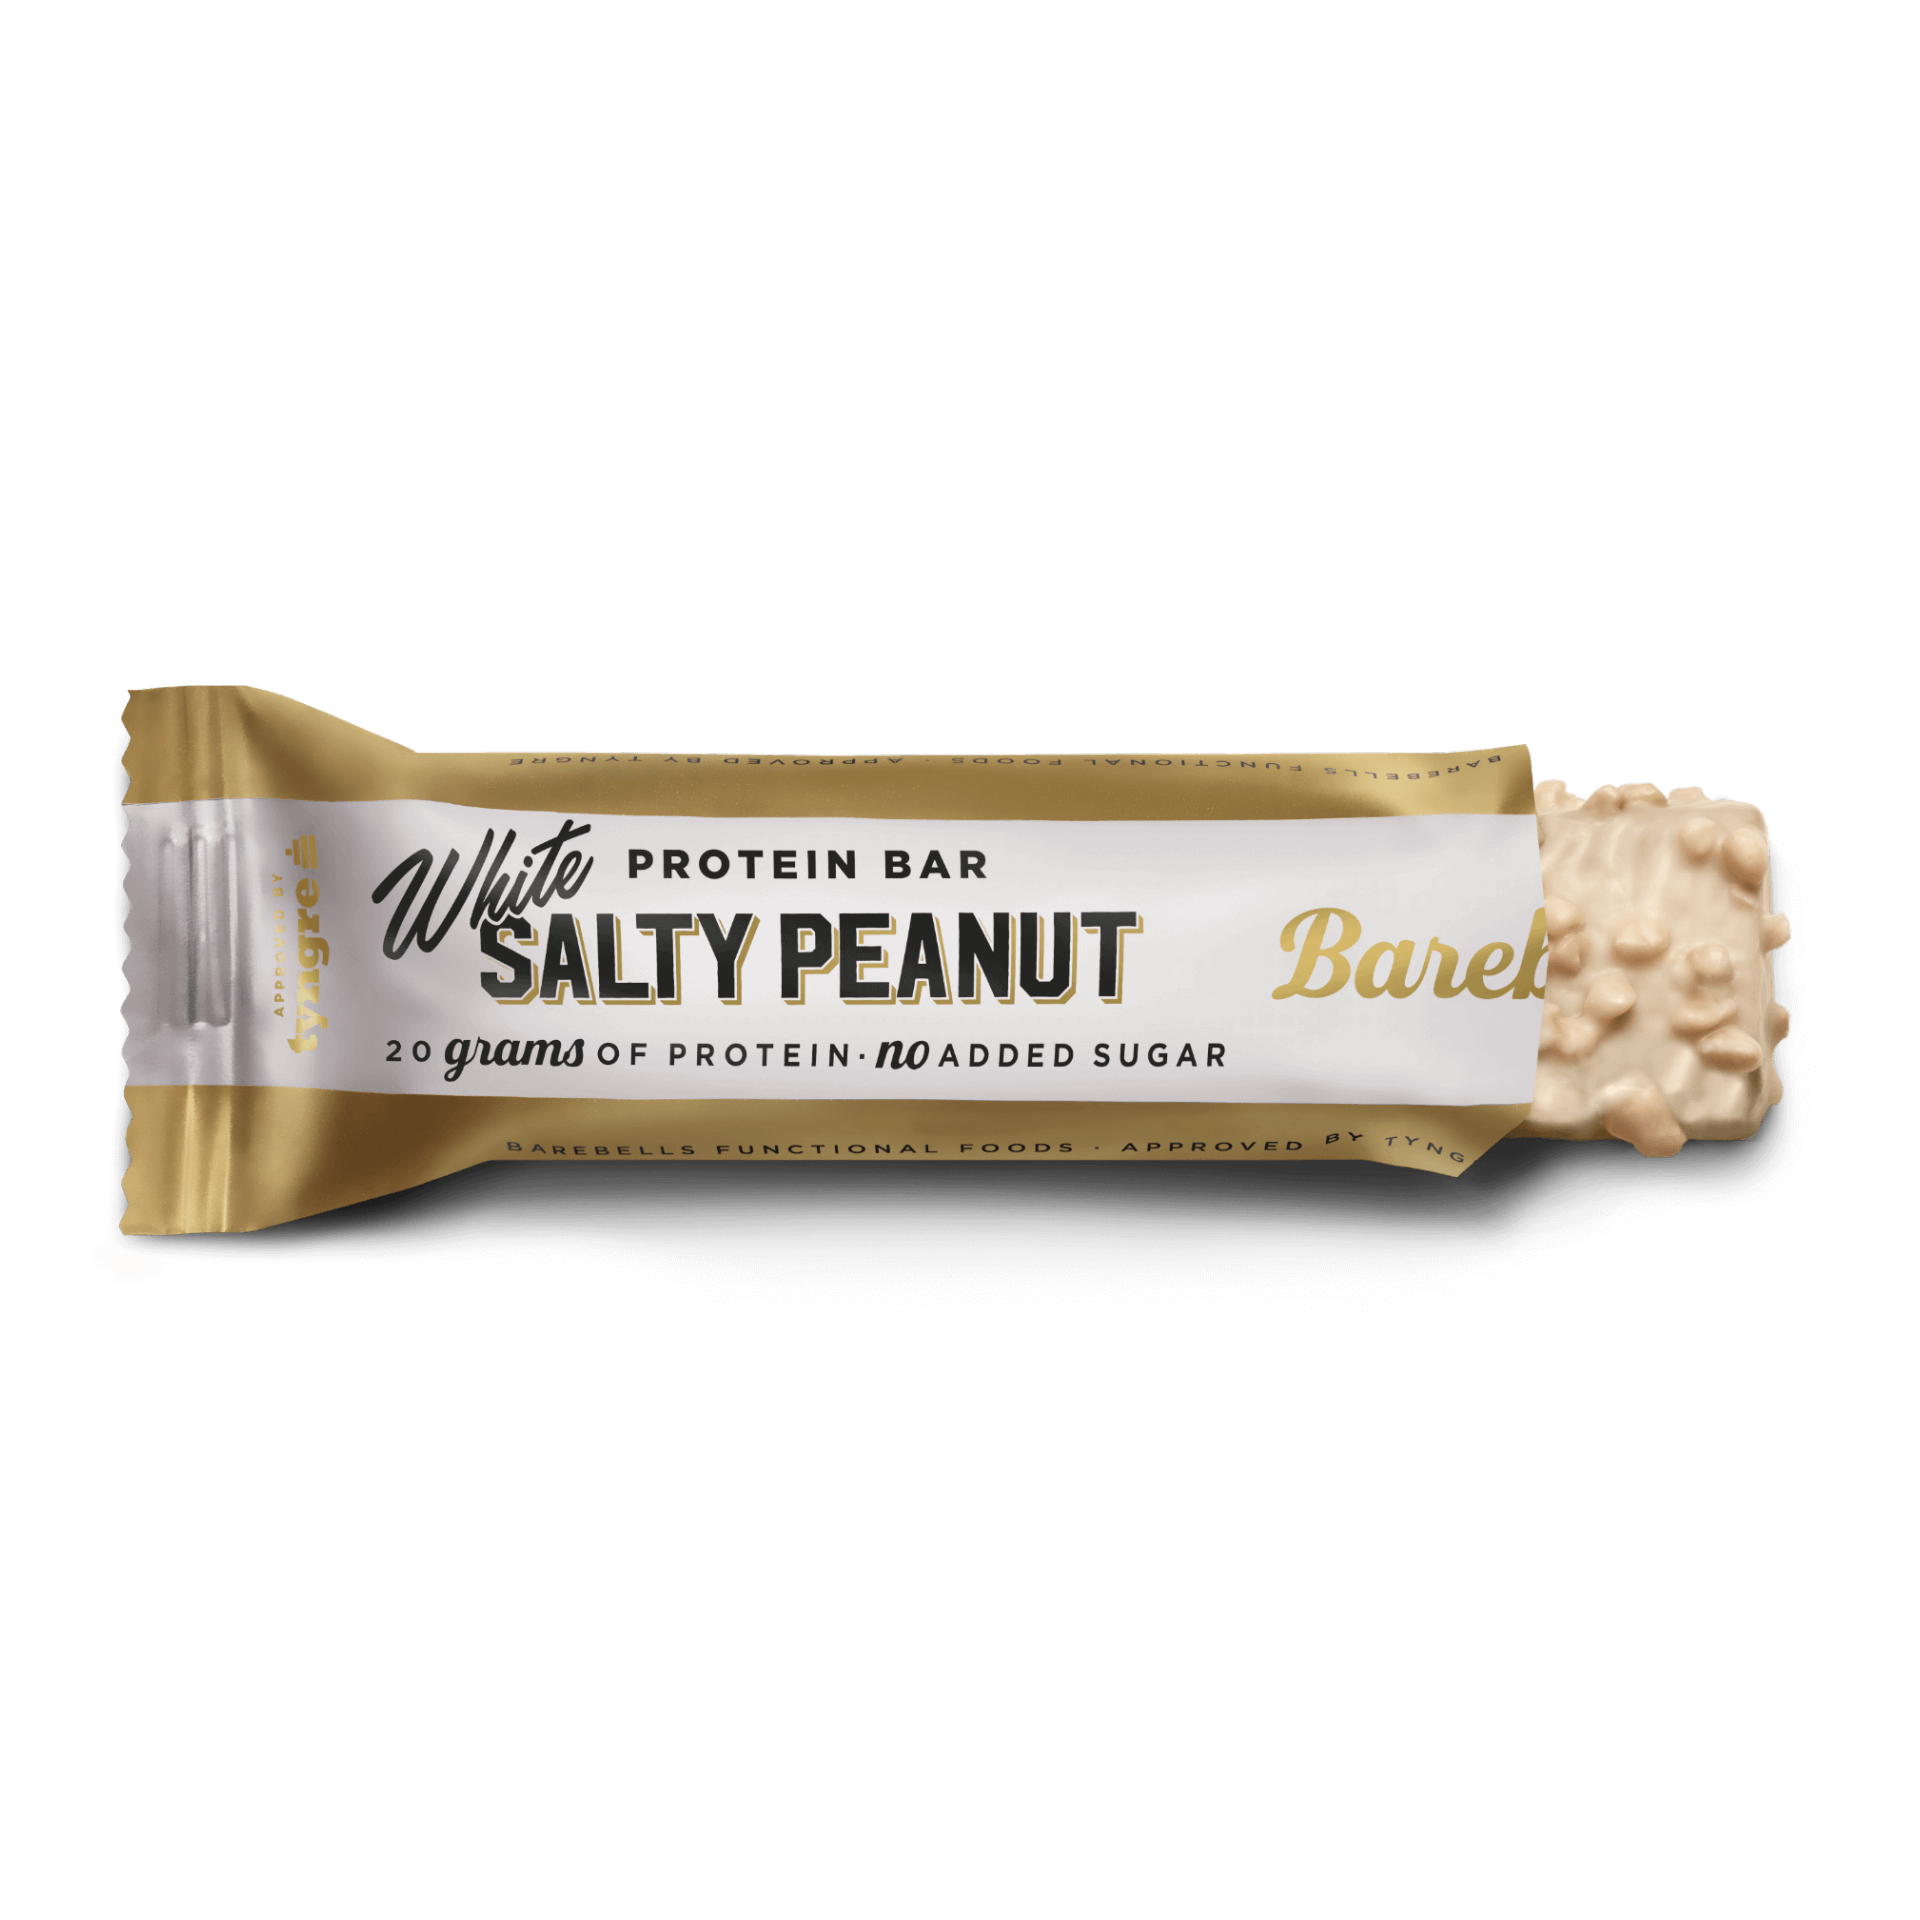 BAREBELLS FUNCTIONAL FOODS · APPROVED BY TYNGRE
APPROVED BY
tyngre
White PROTEIN BAR
SALTY PEANUT
Bareb
20 grams OF PROTEIN · no ADDED SUGAR
BAREBELLS FUNCTIONAL FOODS · APPROVED BY TYNG